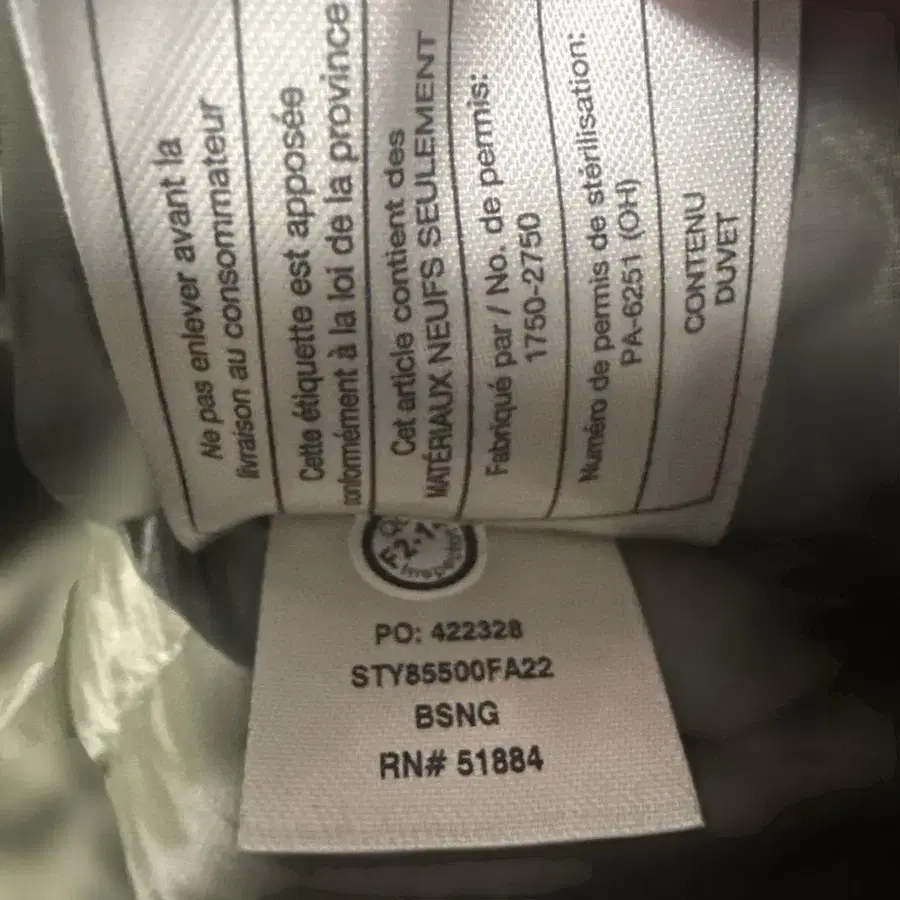 Ne pas enlever avant la
livraison au consommateur
Cette étiquette est apposée
conformément à la loi de la province
Cet article contient des
MATÉRIAUX NEUFS SEULEMENT
Fabriqué par / No. de permis:
1750-2750
Numéro de permis de stérilisation:
PA-6251 (OH)
CONTENU
DUVET
PO: 422328
STY85500FA22
BSNG
RN# 51884